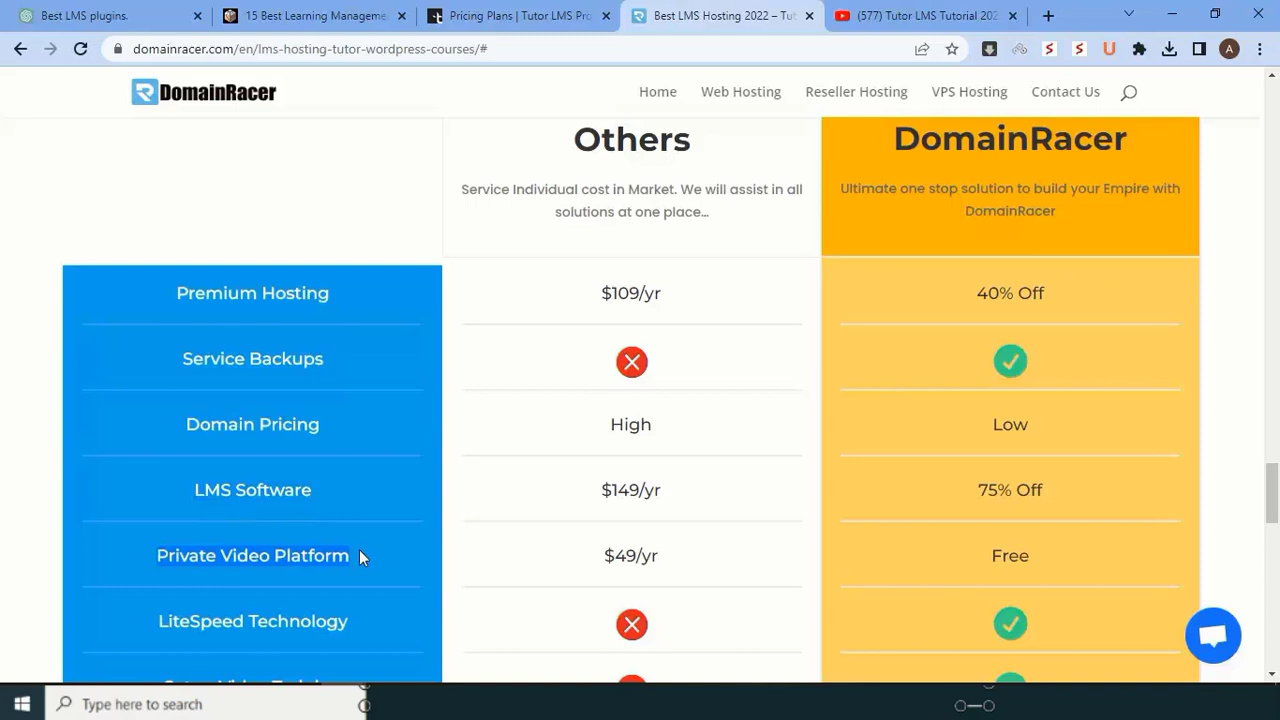 Best LMS plugins.
15 Best Learning Manageme
Pricing Plans | Tutor LMS Pro
Best LMS Hosting 2022 – Tu
(577) Tutor LMS Tutorial 202
domainracer.com/en/lms-hosting-tutor-wordpress-courses/#
A
DomainRacer
Home
Web Hosting
Reseller Hosting
VPS Hosting
Contact Us
Others
DomainRacer
Service Individual cost in Market. We will assist in all
solutions at one place...
Ultimate one stop solution to build your Empire with
DomainRacer
Premium Hosting
$109/yr
40% Off
Service Backups
Domain Pricing
High
Low
LMS Software
$149/yr
75% Off
Private Video Platform
$49/yr
Free
LiteSpeed Technology
Type here to search